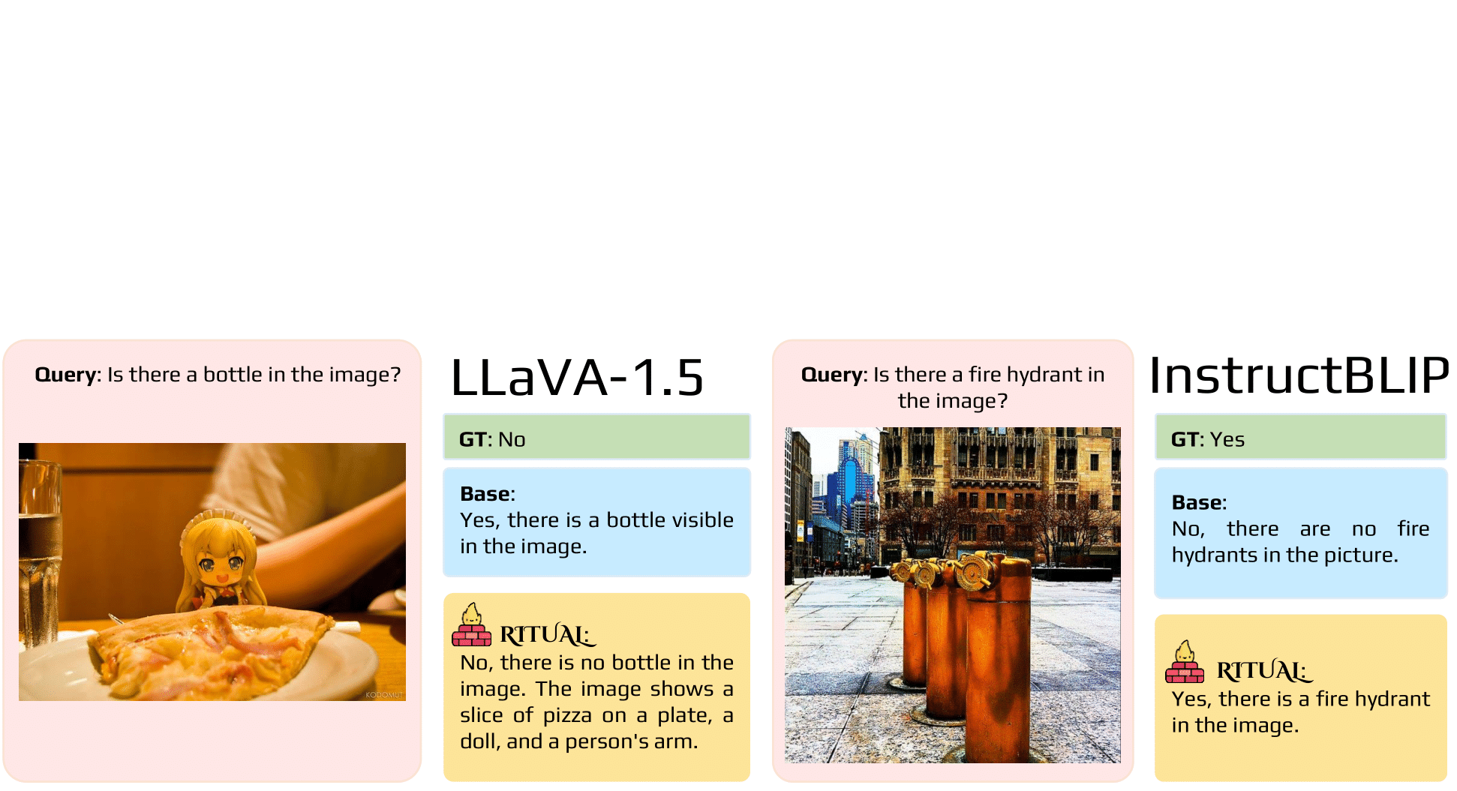 Query: Is there a bottle in the image?
KODOMUT
LLaVA-1.5
GT: No
Base:
Yes, there is a bottle visible
in the image.
RITUAL:
No, there is no bottle in the
image. The image shows a
slice of pizza on a plate, a
doll, and a person's arm.
Query: Is there a fire hydrant in
the image?
InstructBLIP
GT: Yes
Base:
No, there are no fire
hydrants in the picture.
RITUAL:
Yes, there is a fire hydrant
in the image.